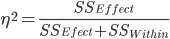 η² = SS_Effect / (SS_Efect + SS_Within)